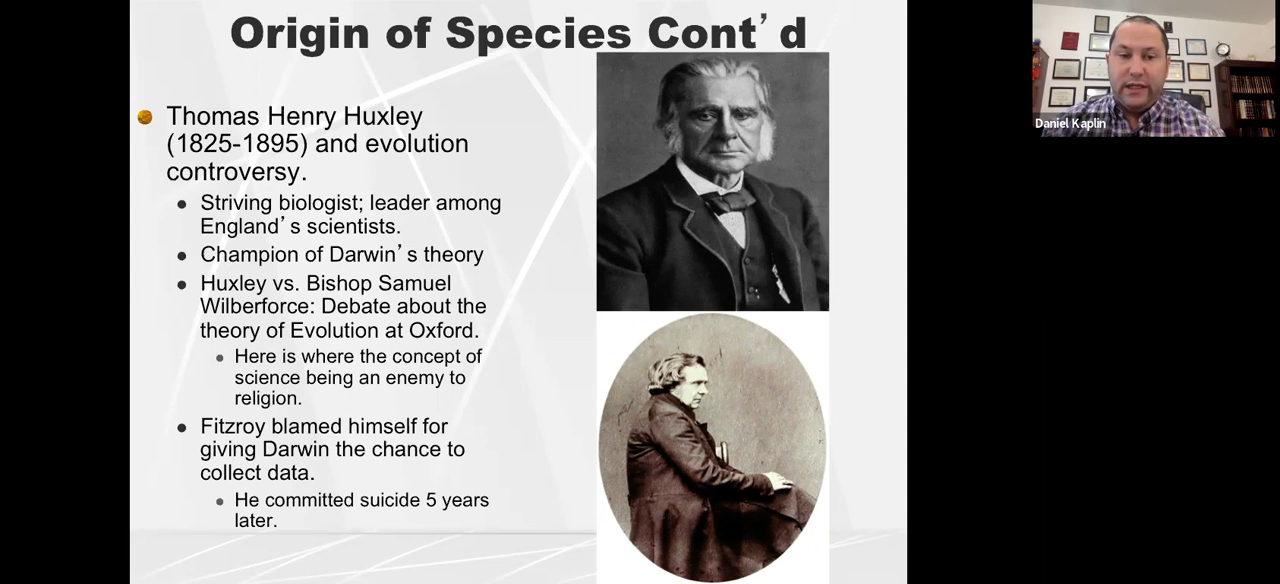 Origin of Species Cont’d
Thomas Henry Huxley
(1825-1895) and evolution
controversy.
Striving biologist; leader among
England’s scientists.
Champion of Darwin’s theory
Huxley vs. Bishop Samuel
Wilberforce: Debate about the
theory of Evolution at Oxford.
Here is where the concept of
science being an enemy to
religion.
Fitzroy blamed himself for
giving Darwin the chance to
collect data.
He committed suicide 5 years
later.
Daniel Kaplin